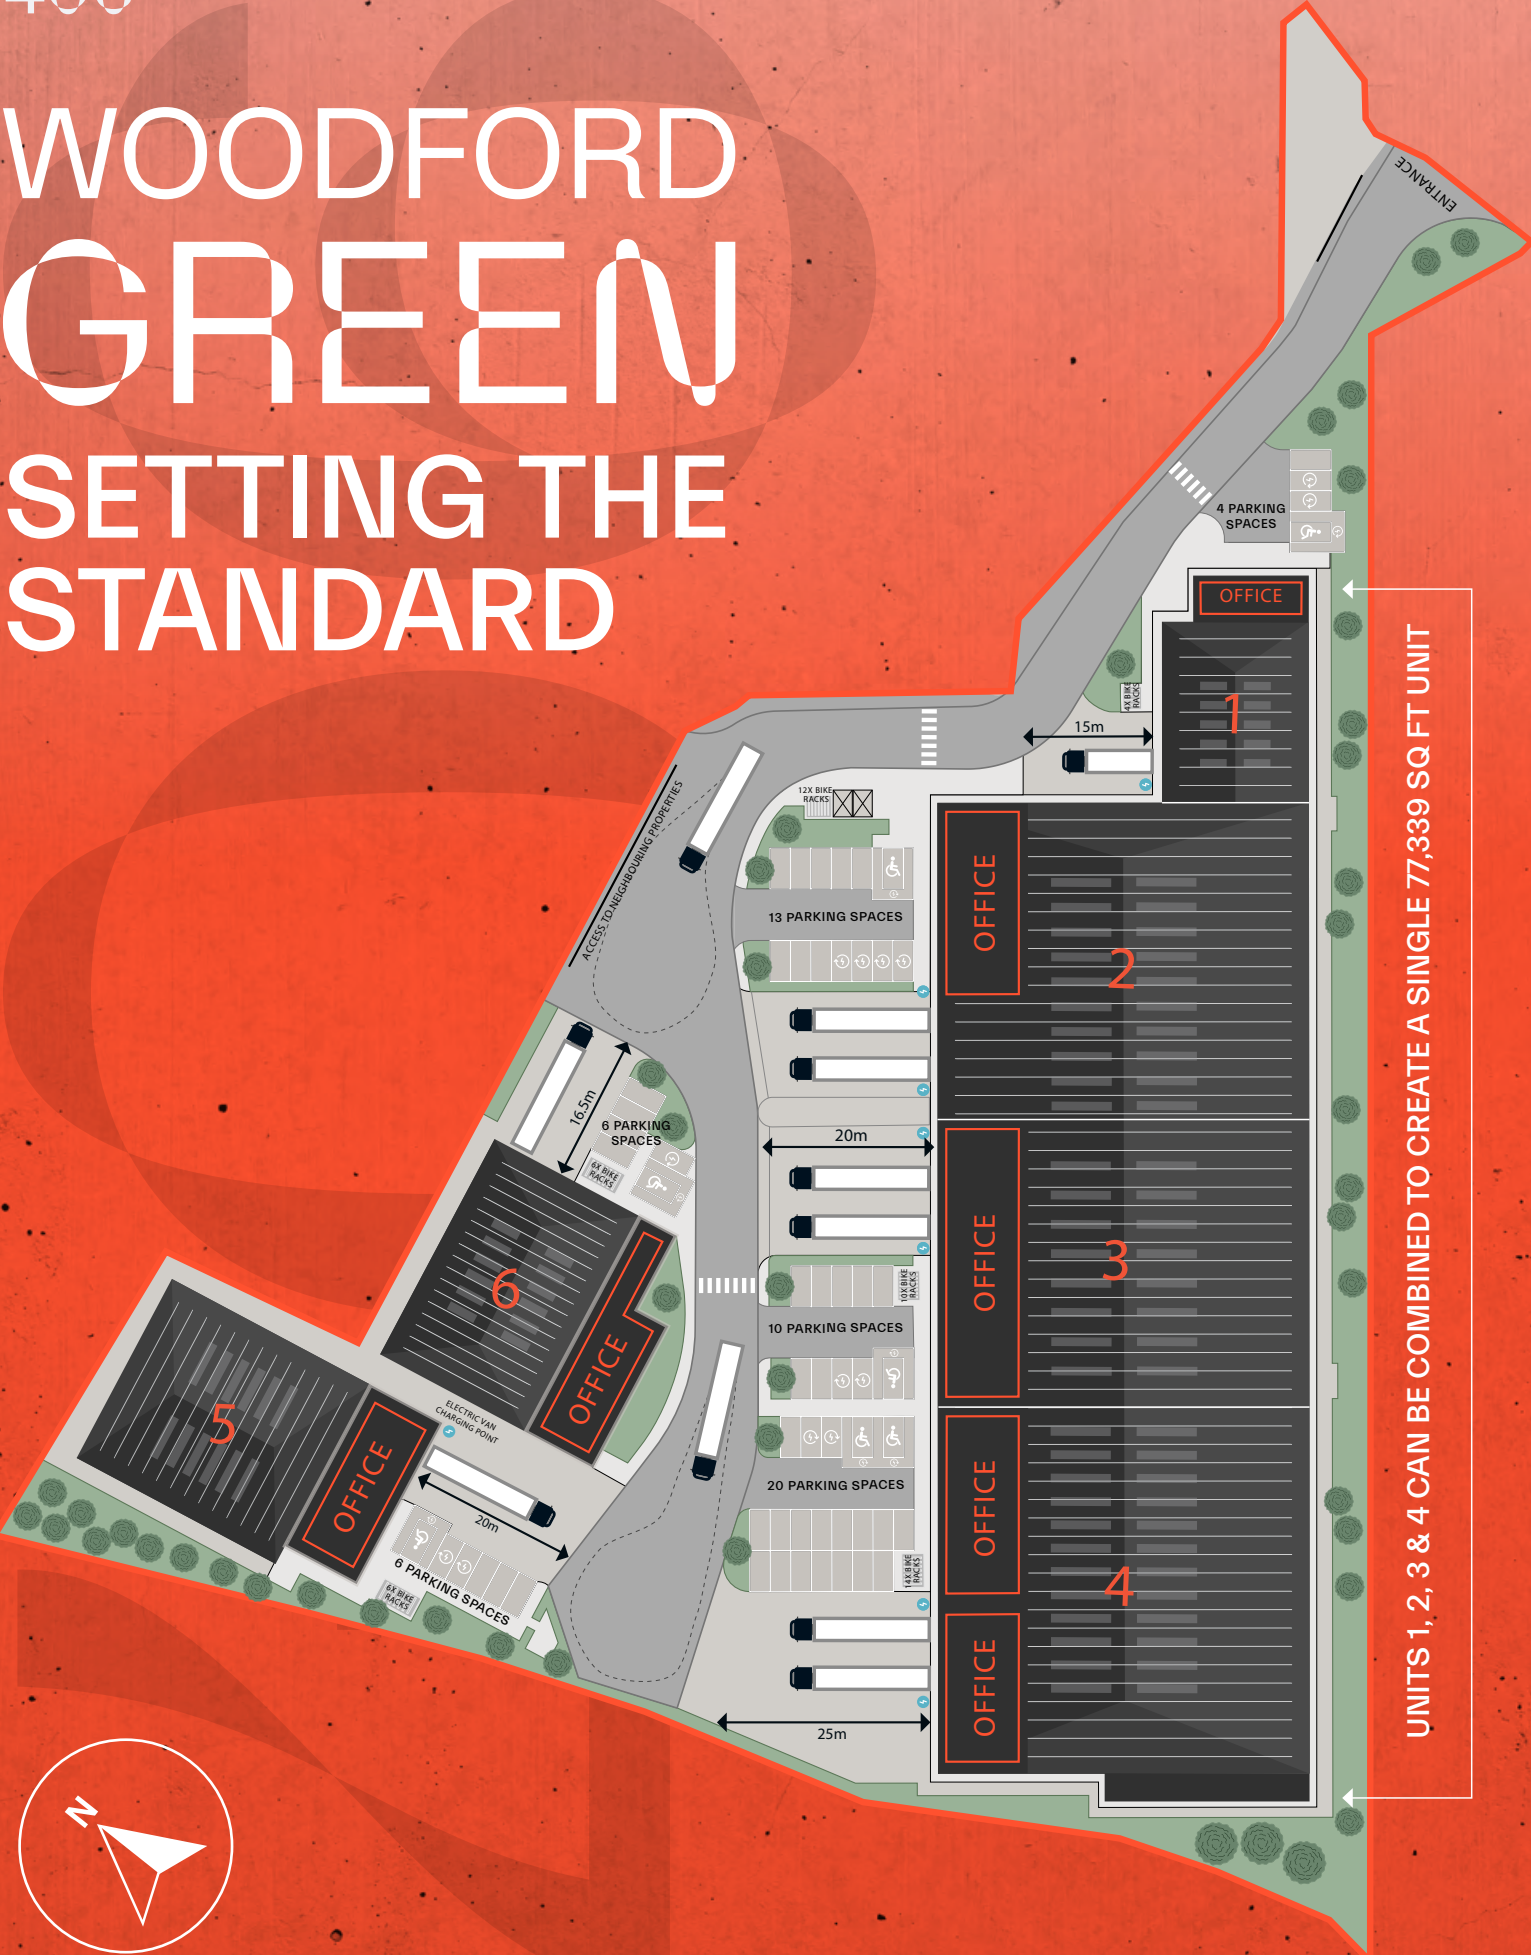 WOODFORD
GREEN
SETTING THE
STANDARD
ENTRANCE
4 PARKING
SPACES
OFFICE
1
4X BIKE
RACKS
15m
12X BIKE
RACKS
ACCESS TO NEIGHBOURING PROPERTIES
13 PARKING SPACES
OFFICE
2
16.5m
6 PARKING
SPACES
6X BIKE
RACKS
20m
OFFICE
3
6
OFFICE
10X BIKE
RACKS
10 PARKING SPACES
5
OFFICE
ELECTRIC VAN
CHARGING POINT
20m
6 PARKING SPACES
6X BIKE
RACKS
20 PARKING SPACES
14X BIKE
RACKS
OFFICE
4
OFFICE
25m
UNITS 1, 2, 3 & 4 CAN BE COMBINED TO CREATE A SINGLE 77,339 SQ FT UNIT
N